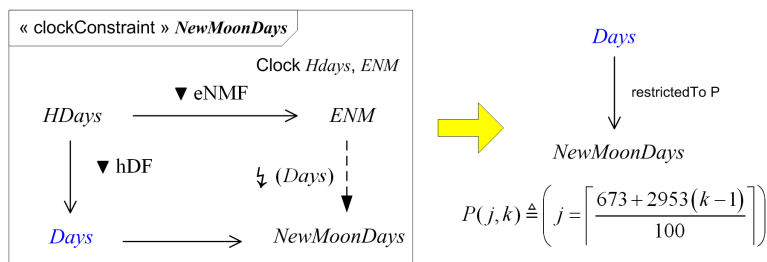 « clockConstraint » NewMoonDays
Clock Hdays, ENM
▼ eNMF
HDays
ENM
▼ hDF
↯ (Days)
Days
NewMoonDays
Days
restrictedTo P
NewMoonDays
P(j,k) ≜ ( j = ⌈ 673 + 2953(k−1) / 100 ⌉ )